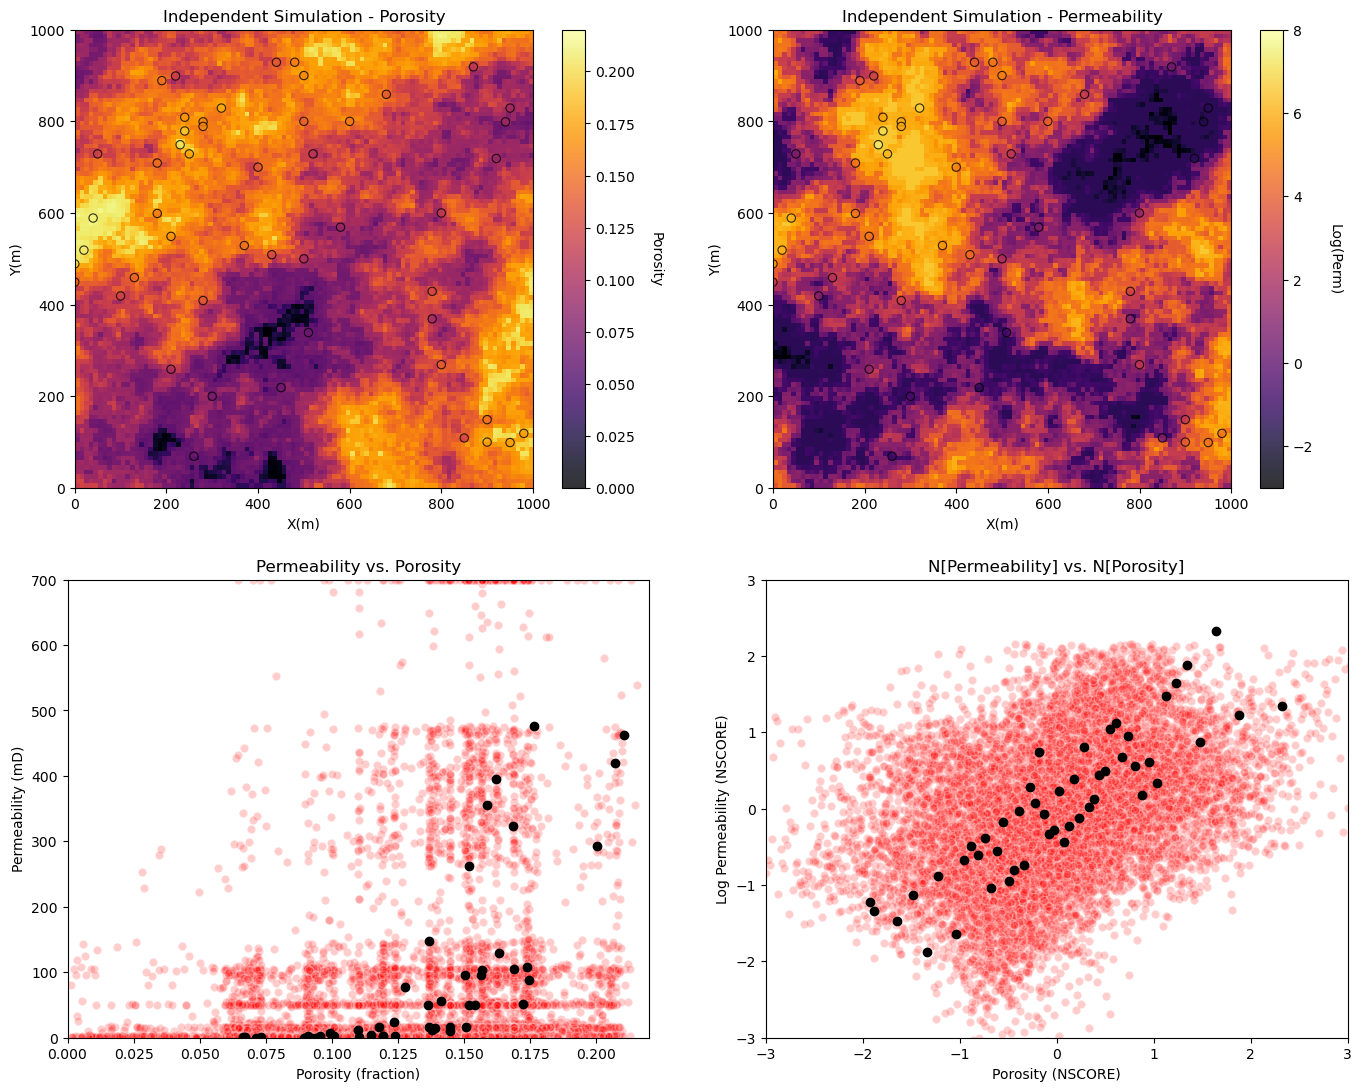 Independent Simulation - Porosity
1000
800
600
400
200
0
Y(m)
0 200 400 600 800 1000
X(m)
0.200
0.175
0.150
0.125
0.100
0.075
0.050
0.025
0.000
Porosity
Independent Simulation - Permeability
1000
800
600
400
200
0
Y(m)
0 200 400 600 800 1000
X(m)
8
6
4
2
0
−2
Log(Perm)
Permeability vs. Porosity
700
600
500
400
300
200
100
0
Permeability (mD)
0.000 0.025 0.050 0.075 0.100 0.125 0.150 0.175 0.200
Porosity (fraction)
N[Permeability] vs. N[Porosity]
3
2
1
0
−1
−2
−3
Log Permeability (NSCORE)
−3 −2 −1 0 1 2 3
Porosity (NSCORE)